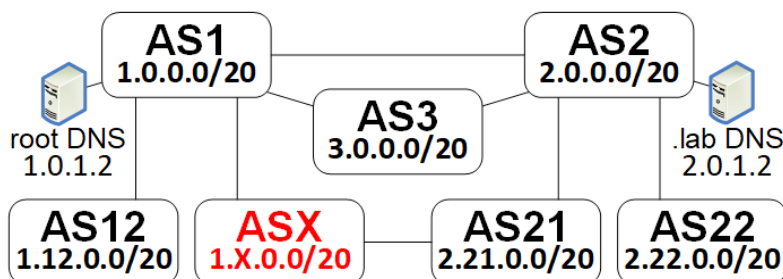 AS1
1.0.0.0/20
AS2
2.0.0.0/20
root DNS
1.0.1.2
AS3
3.0.0.0/20
.lab DNS
2.0.1.2
AS12
1.12.0.0/20
ASX
1.X.0.0/20
AS21
2.21.0.0/20
AS22
2.22.0.0/20